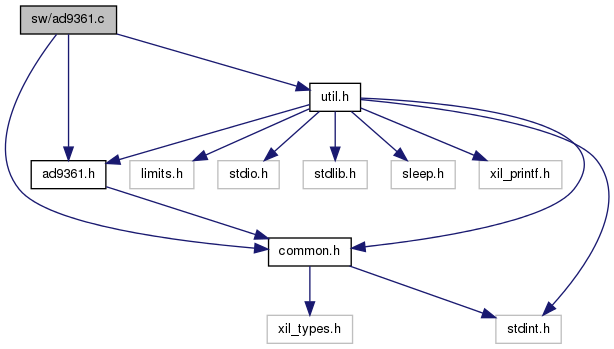 sw/ad9361.c
util.h
ad9361.h
limits.h
stdio.h
stdlib.h
sleep.h
xil_printf.h
common.h
xil_types.h
stdint.h